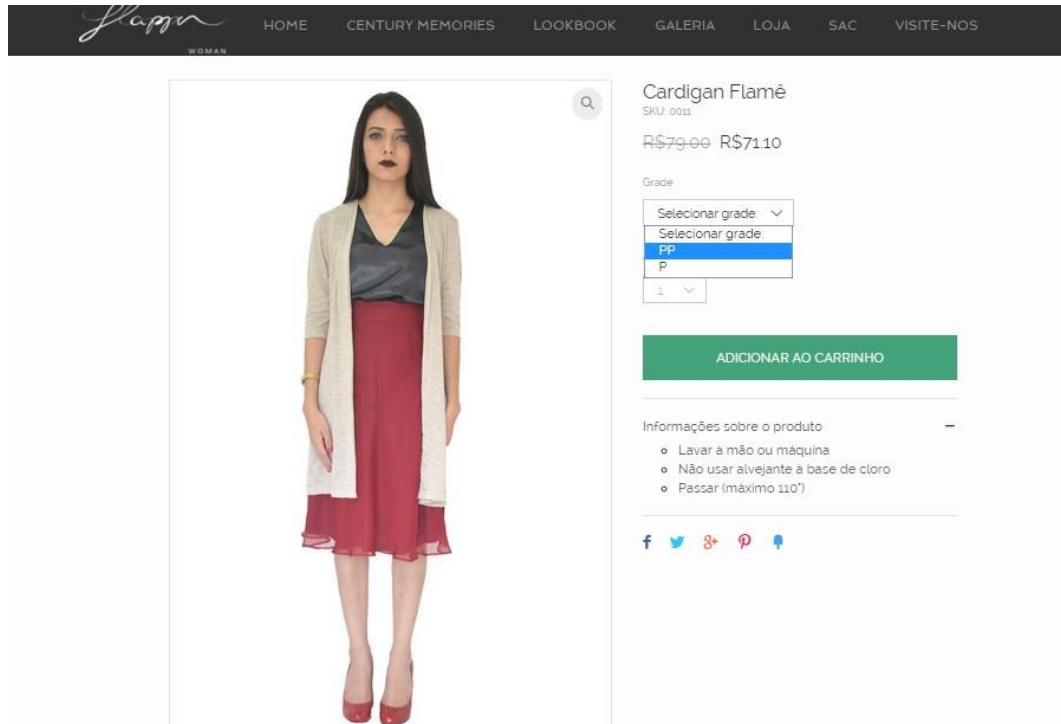 Flapper
WOMAN
HOME CENTURY MEMORIES LOOKBOOK GALERIA LOJA SAC VISITE-NOS
Cardigan Flamê
SKU: 0011
R$79.00 R$71.10
Grade
Selecionar grade:
Selecionar grade:
PP
P
1
ADICIONAR AO CARRINHO
Informações sobre o produto
Lavar à mão ou máquina
Não usar alvejante à base de cloro
Passar (máximo 110°)